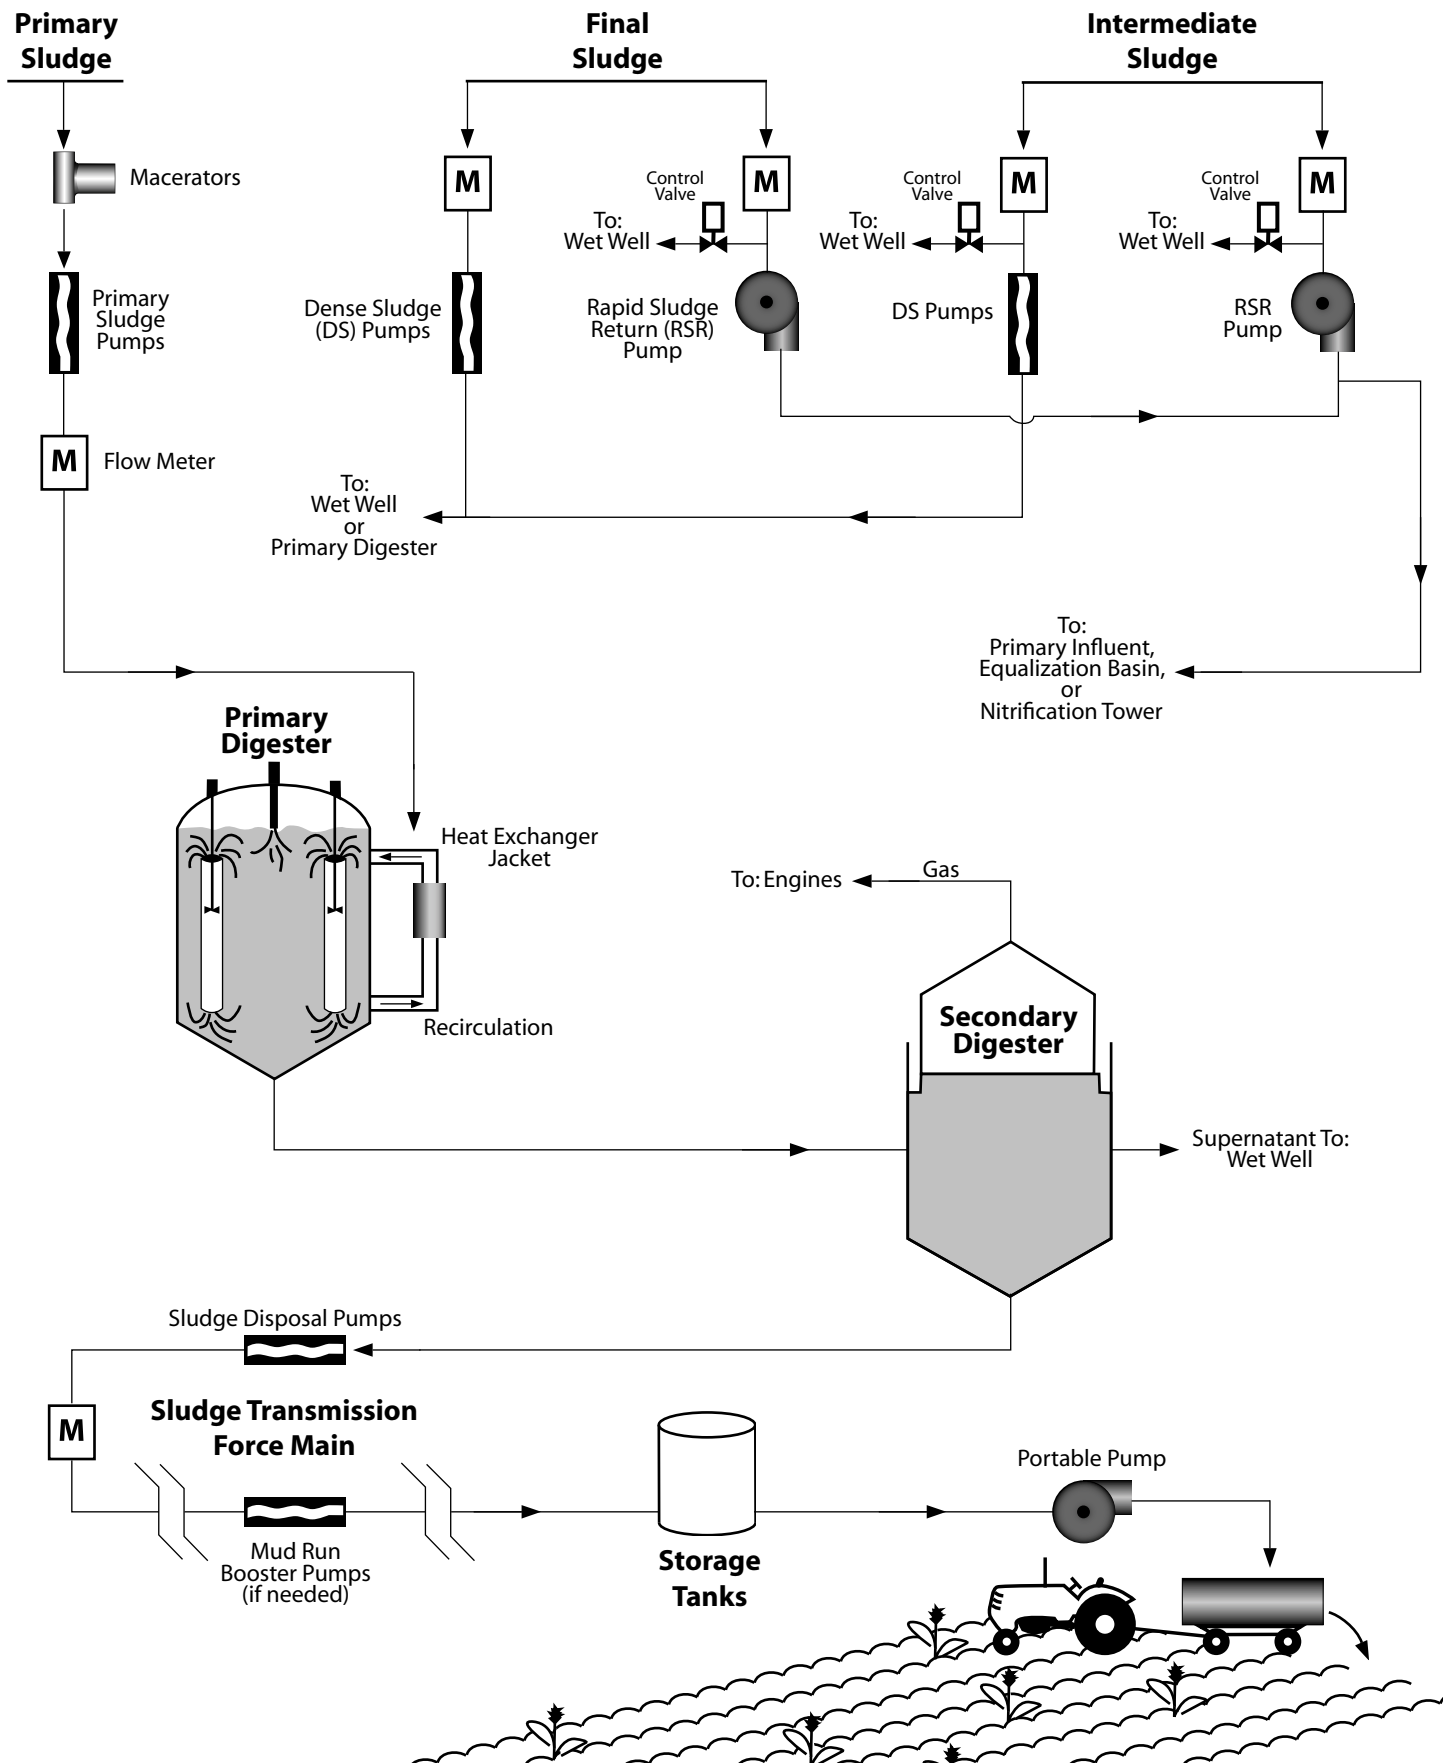 Primary
Sludge
Final
Sludge
Intermediate
Sludge
Macerators
M
Control
Valve
M
To:
Wet Well
Control
Valve
M
To:
Wet Well
Control
Valve
M
To:
Wet Well
Primary
Sludge
Pumps
Dense Sludge
(DS) Pumps
Rapid Sludge
Return (RSR)
Pump
DS Pumps
RSR
Pump
M
Flow Meter
To:
Wet Well
or
Primary Digester
To:
Primary Influent,
Equalization Basin,
or
Nitrification Tower
Primary
Digester
Heat Exchanger
Jacket
Recirculation
To: Engines
Gas
Secondary
Digester
Supernatant To:
Wet Well
Sludge Disposal Pumps
M
Sludge Transmission
Force Main
Mud Run
Booster Pumps
(if needed)
Storage
Tanks
Portable Pump